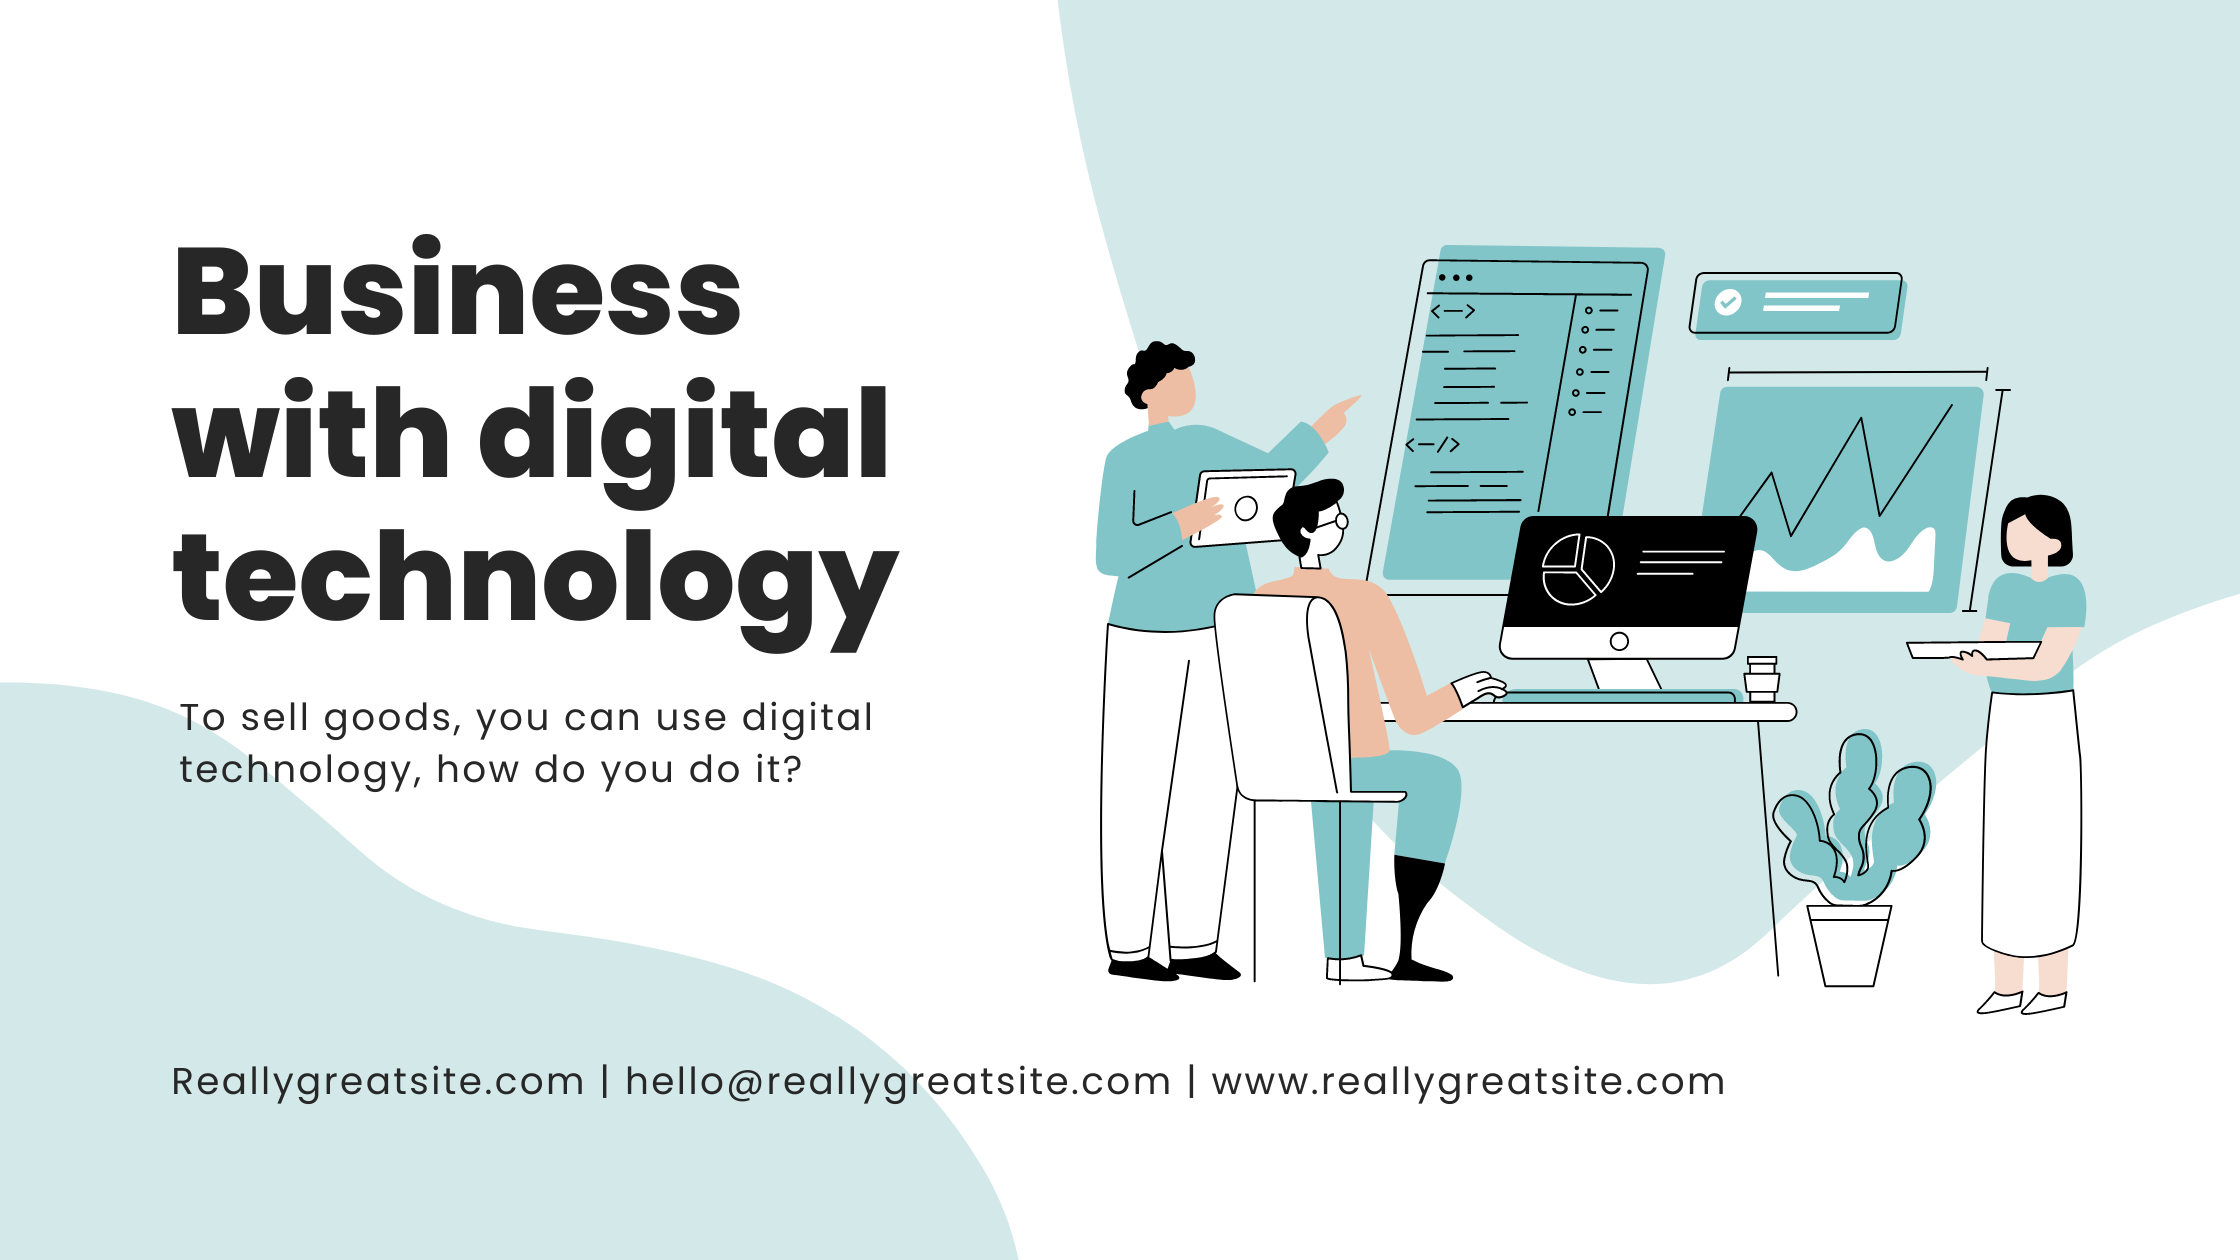 Business
with digital
technology
To sell goods, you can use digital
technology, how do you do it?
Reallygreatsite.com | hello@reallygreatsite.com | www.reallygreatsite.com